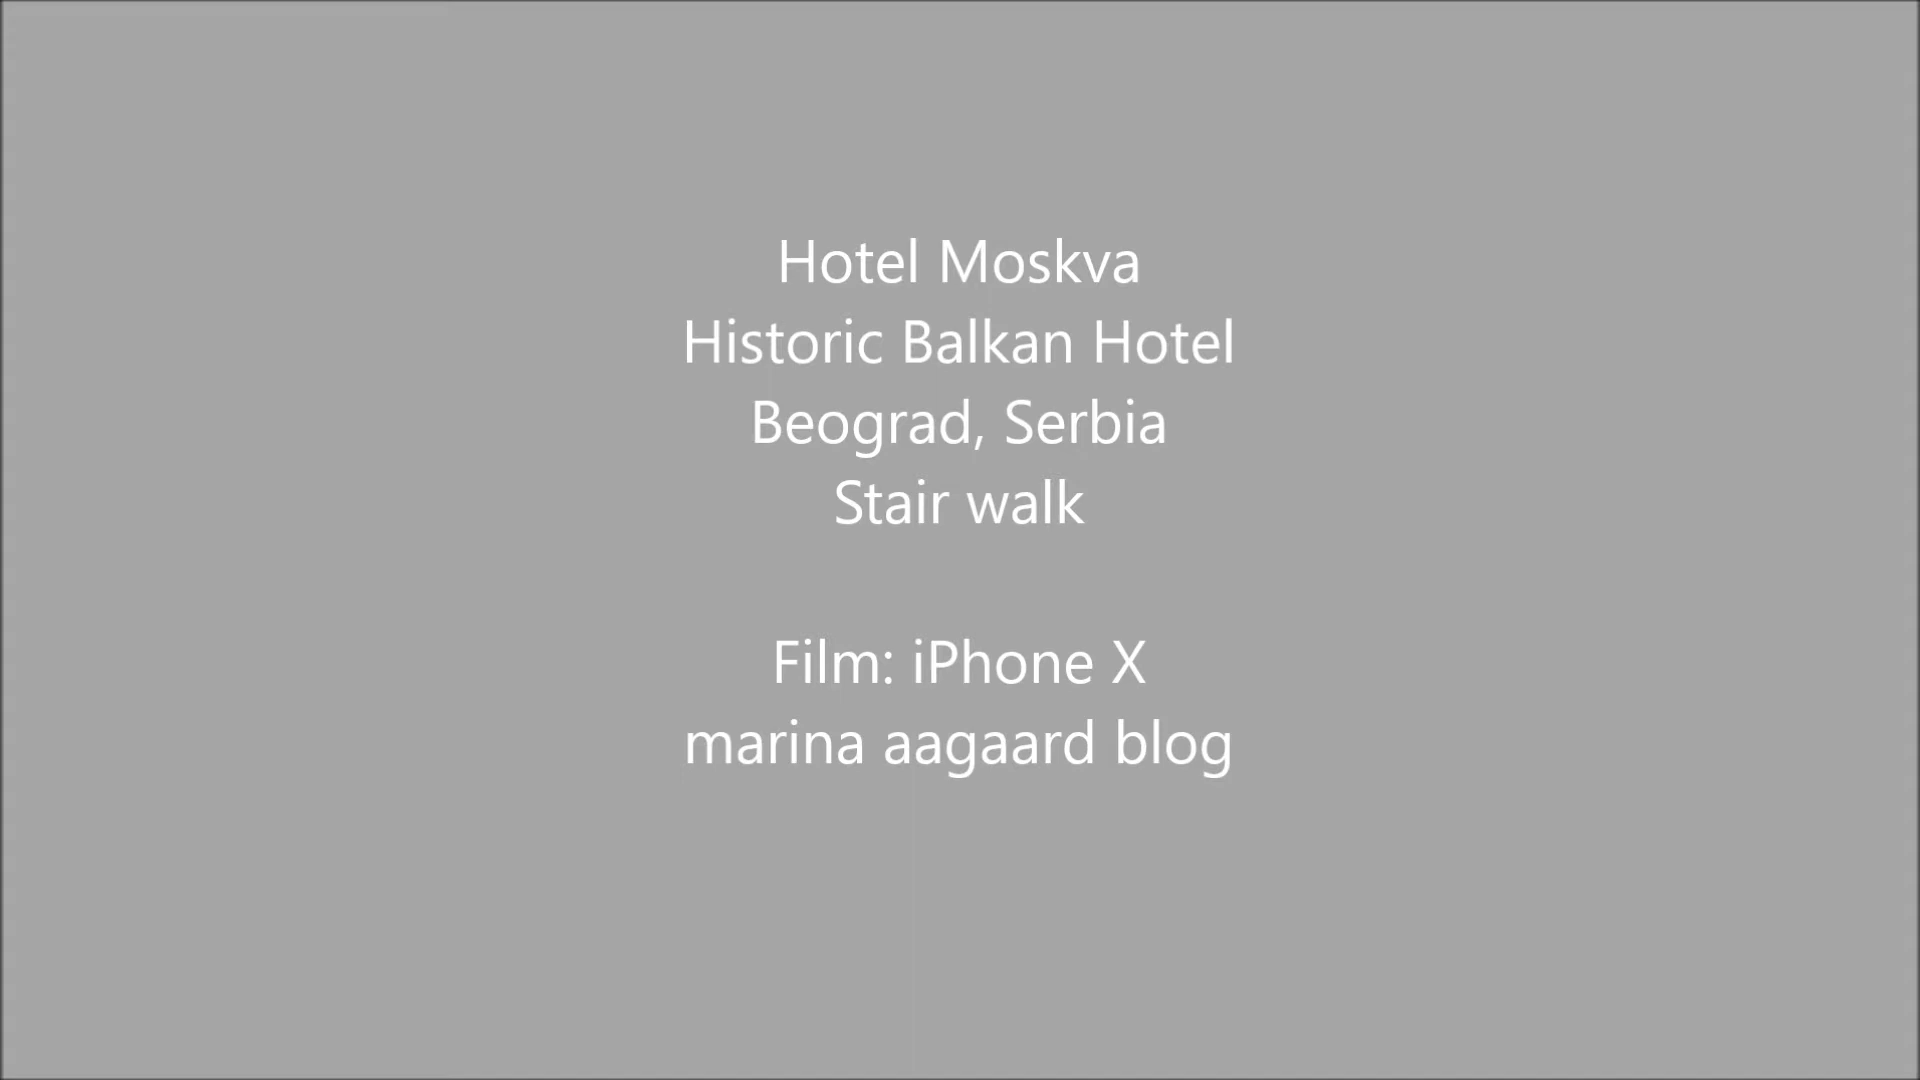 Hotel Moskva
Historic Balkan Hotel
Beograd, Serbia
Stair walk
Film: iPhone X
marina aagaard blog